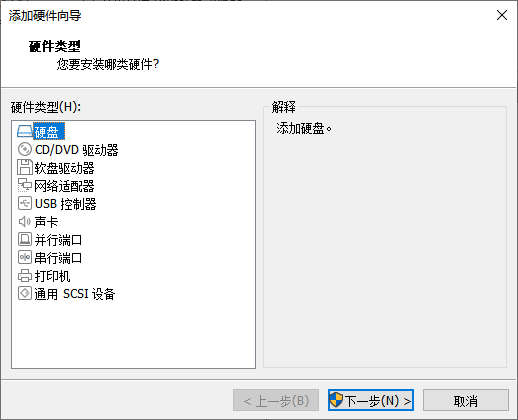 添加硬件向导
硬件类型
您要安装哪类硬件?
硬件类型(H):
硬盘
CD/DVD 驱动器
软盘驱动器
网络适配器
USB 控制器
声卡
并行端口
串行端口
打印机
通用 SCSI 设备
解释
添加硬盘。
< 上一步(B)
下一步(N) >
取消